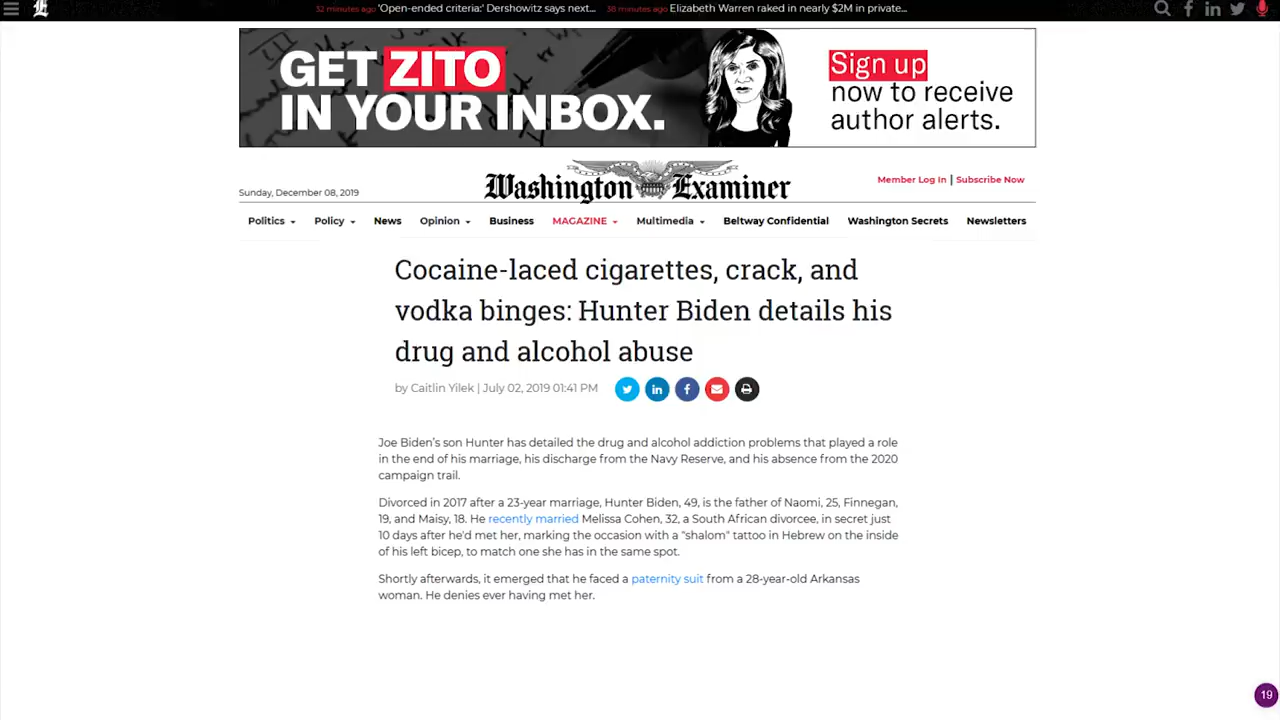 32 minutes ago 'Open-ended criteria:' Dershowitz says next... 38 minutes ago Elizabeth Warren raked in nearly $2M in private...
GET ZITO
IN YOUR INBOX.
Sign up
now to receive
author alerts.
Washington Examiner
Sunday, December 08, 2019
Member Log In | Subscribe Now
Politics Policy News Opinion Business MAGAZINE Multimedia Beltway Confidential Washington Secrets Newsletters
Cocaine-laced cigarettes, crack, and
vodka binges: Hunter Biden details his
drug and alcohol abuse
by Caitlin Yilek | July 02, 2019 01:41 PM
Joe Biden's son Hunter has detailed the drug and alcohol addiction problems that played a role
in the end of his marriage, his discharge from the Navy Reserve, and his absence from the 2020
campaign trail.
Divorced in 2017 after a 23-year marriage, Hunter Biden, 49, is the father of Naomi, 25, Finnegan,
19, and Maisy, 18. He recently married Melissa Cohen, 32, a South African divorcee, in secret just
10 days after he'd met her, marking the occasion with a "shalom" tattoo in Hebrew on the inside
of his left bicep, to match one she has in the same spot.
Shortly afterwards, it emerged that he faced a paternity suit from a 28-year-old Arkansas
woman. He denies ever having met her.
19